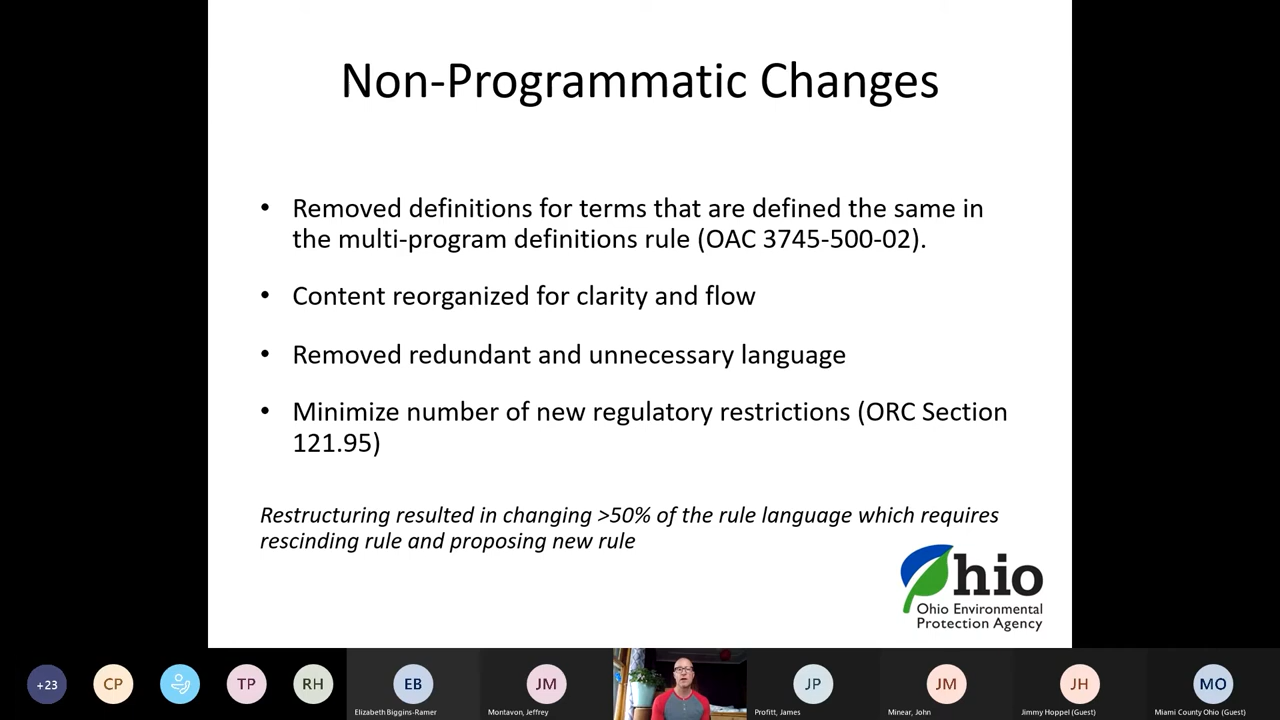 Non-Programmatic Changes
• Removed definitions for terms that are defined the same in
the multi-program definitions rule (OAC 3745-500-02).
• Content reorganized for clarity and flow
• Removed redundant and unnecessary language
• Minimize number of new regulatory restrictions (ORC Section
121.95)
Restructuring resulted in changing >50% of the rule language which requires
rescinding rule and proposing new rule
Ohio
Ohio Environmental
Protection Agency
+23 CP TP RH EB JM JP JM JH MO
Elizabeth Biggins-Ramer Montavon, Jeffrey Profitt, James Minear, John Jimmy Hoppel (Guest) Miami County Ohio (Guest)